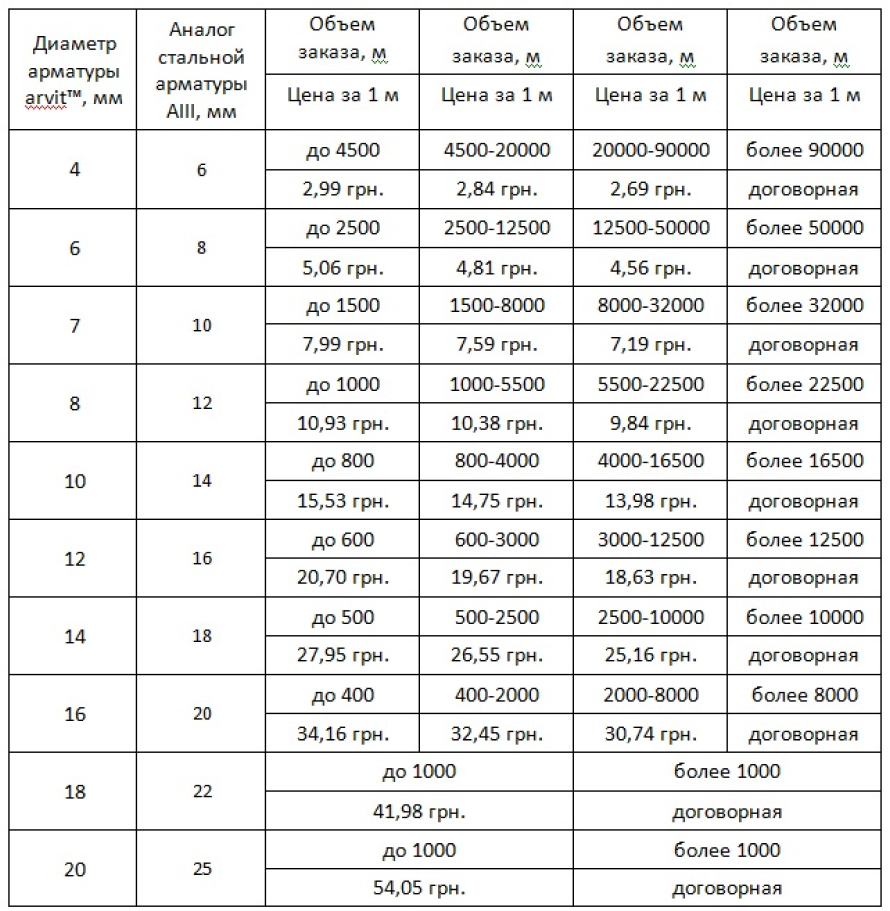 Диаметр арматуры arvit™, мм
Аналог стальной арматуры АIII, мм
Объем заказа, м
Объем заказа, м
Объем заказа, м
Объем заказа, м
Цена за 1 м
Цена за 1 м
Цена за 1 м
Цена за 1 м
4
6
до 4500
4500-20000
20000-90000
более 90000
2,99 грн.
2,84 грн.
2,69 грн.
договорная
6
8
до 2500
2500-12500
12500-50000
более 50000
5,06 грн.
4,81 грн.
4,56 грн.
договорная
7
10
до 1500
1500-8000
8000-32000
более 32000
7,99 грн.
7,59 грн.
7,19 грн.
договорная
8
12
до 1000
1000-5500
5500-22500
более 22500
10,93 грн.
10,38 грн.
9,84 грн.
договорная
10
14
до 800
800-4000
4000-16500
более 16500
15,53 грн.
14,75 грн.
13,98 грн.
договорная
12
16
до 600
600-3000
3000-12500
более 12500
20,70 грн.
19,67 грн.
18,63 грн.
договорная
14
18
до 500
500-2500
2500-10000
более 10000
27,95 грн.
26,55 грн.
25,16 грн.
договорная
16
20
до 400
400-2000
2000-8000
более 8000
34,16 грн.
32,45 грн.
30,74 грн.
договорная
18
22
до 1000
более 1000
41,98 грн.
договорная
20
25
до 1000
более 1000
54,05 грн.
договорная